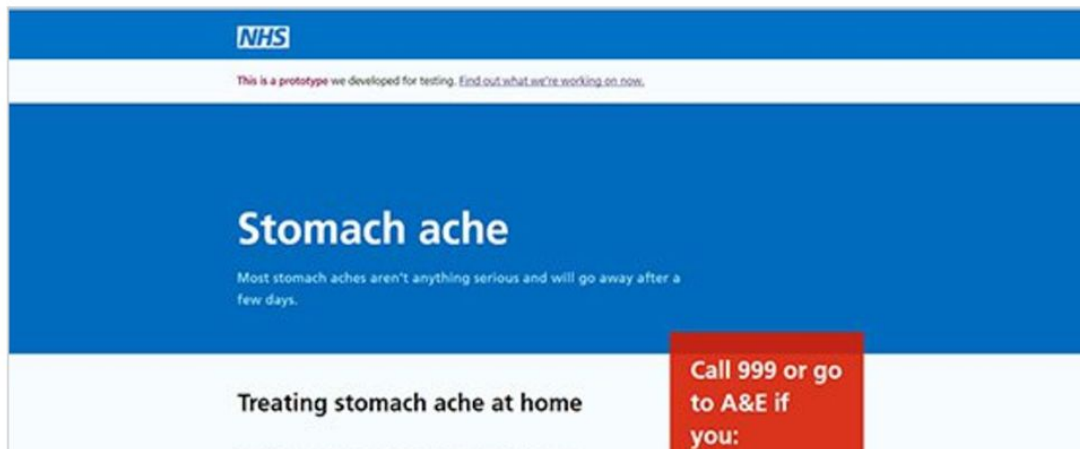 NHS
This is a prototype we developed for testing. Find out what we're working on now.
Stomach ache
Most stomach aches aren't anything serious and will go away after a
few days.
Treating stomach ache at home
Call 999 or go
to A&E if
you: